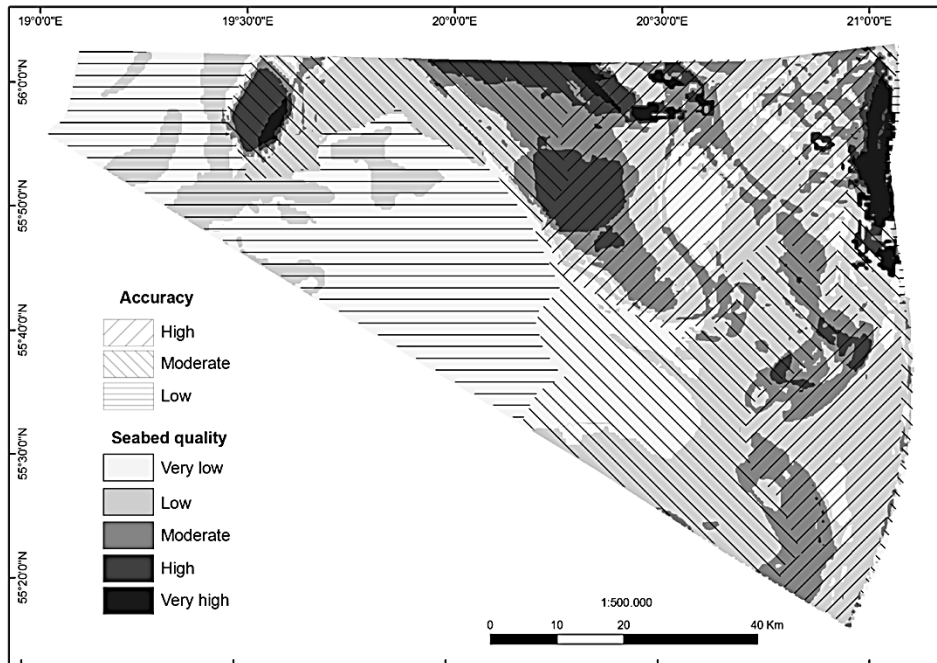 19°0'0"E 19°30'0"E 20°0'0"E 20°30'0"E 21°0'0"E
56°0'N
55°50'0"N
55°40'0"N
55°30'0"N
55°20'0"N
Accuracy
High
Moderate
Low
Seabed quality
Very low
Low
Moderate
High
Very high
1:500.000
0 10 20 40 Km